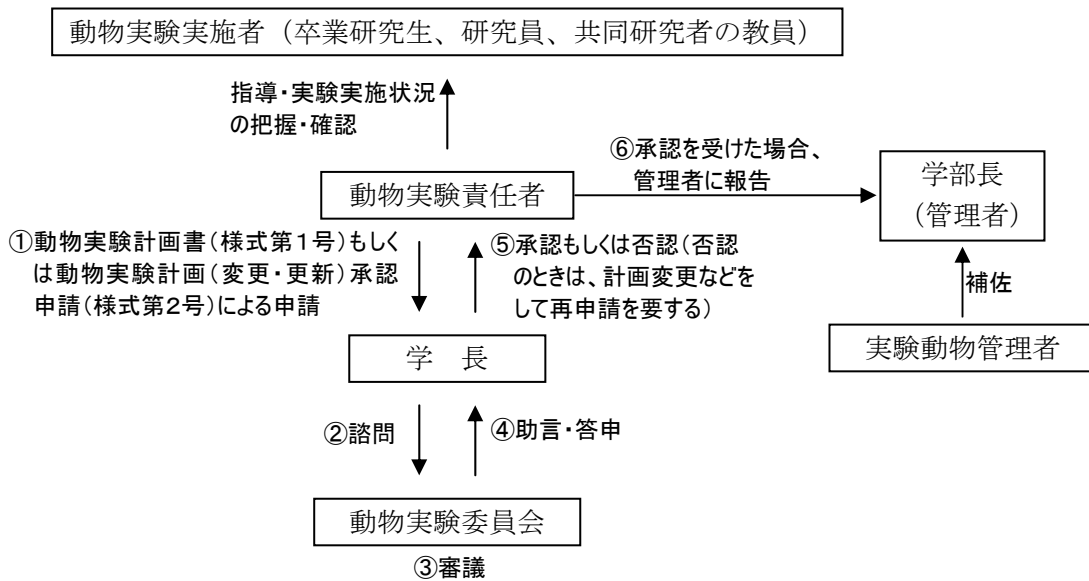 動物実験実施者（卒業研究生、研究員、共同研究者の教員）
指導・実験実施状況
の把握・確認
⑥承認を受けた場合、
管理者に報告
動物実験責任者
学部長
（管理者）
①動物実験計画書（様式第１号）もしく
は動物実験計画（変更・更新）承認
申請（様式第２号）による申請
⑤承認もしくは否認（否認
のときは、計画変更などを
して再申請を要する）
補佐
実験動物管理者
学　長
②諮問
④助言・答申
動物実験委員会
③審議